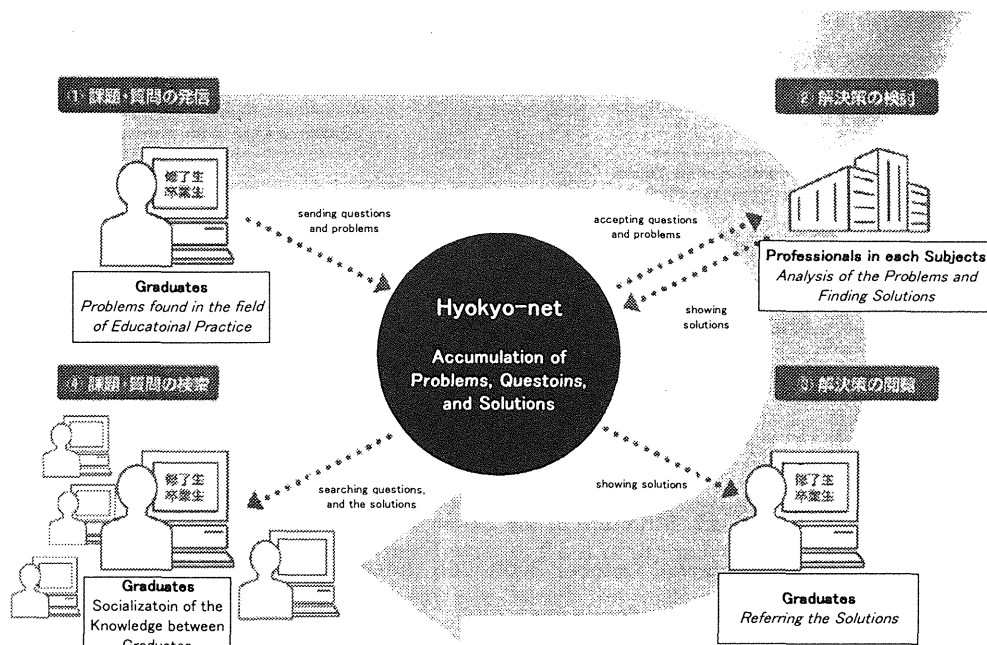 ① 課題・質問の発信
修了生
卒業生
Graduates
Problems found in the field
of Educatoinal Practice
sending questions
and problems
Hyokyo-net
Accumulation of
Problems, Questoins,
and Solutions
accepting questions
and problems
showing
solutions
② 解決策の検討
Professionals in each Subjects
Analysis of the Problems and
Finding Solutions
③ 解決策の閲覧
showing solutions
修了生
卒業生
Graduates
Referring the Solutions
④ 課題・質問の検索
searching questions,
and the solutions
修了生
卒業生
Graduates
Socializatoin of the
Knowledge between
Graduates